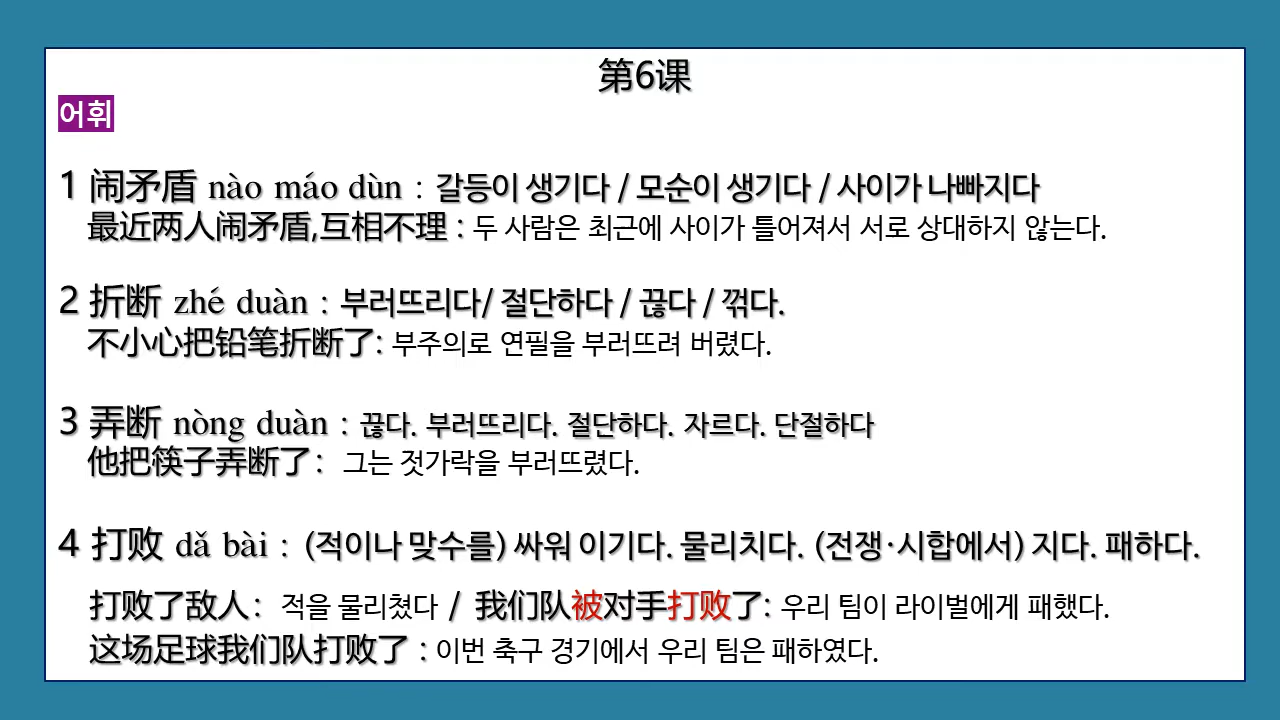 第6课
어휘
1 闹矛盾 nào máo dùn : 갈등이 생기다 / 모순이 생기다 / 사이가 나빠지다
最近两人闹矛盾,互相不理 : 두 사람은 최근에 사이가 틀어져서 서로 상대하지 않는다.
2 折断 zhé duàn : 부러뜨리다/ 절단하다 / 끊다 / 꺾다.
不小心把铅笔折断了: 부주의로 연필을 부러뜨려 버렸다.
3 弄断 nòng duàn : 끊다. 부러뜨리다. 절단하다. 자르다. 단절하다
他把筷子弄断了： 그는 젓가락을 부러뜨렸다.
4 打败 dǎ bài : (적이나 맞수를) 싸워 이기다. 물리치다. (전쟁·시합에서) 지다. 패하다.
打败了敌人： 적을 물리쳤다 / 我们队被对手打败了: 우리 팀이 라이벌에게 패했다.
这场足球我们队打败了 : 이번 축구 경기에서 우리 팀은 패하였다.